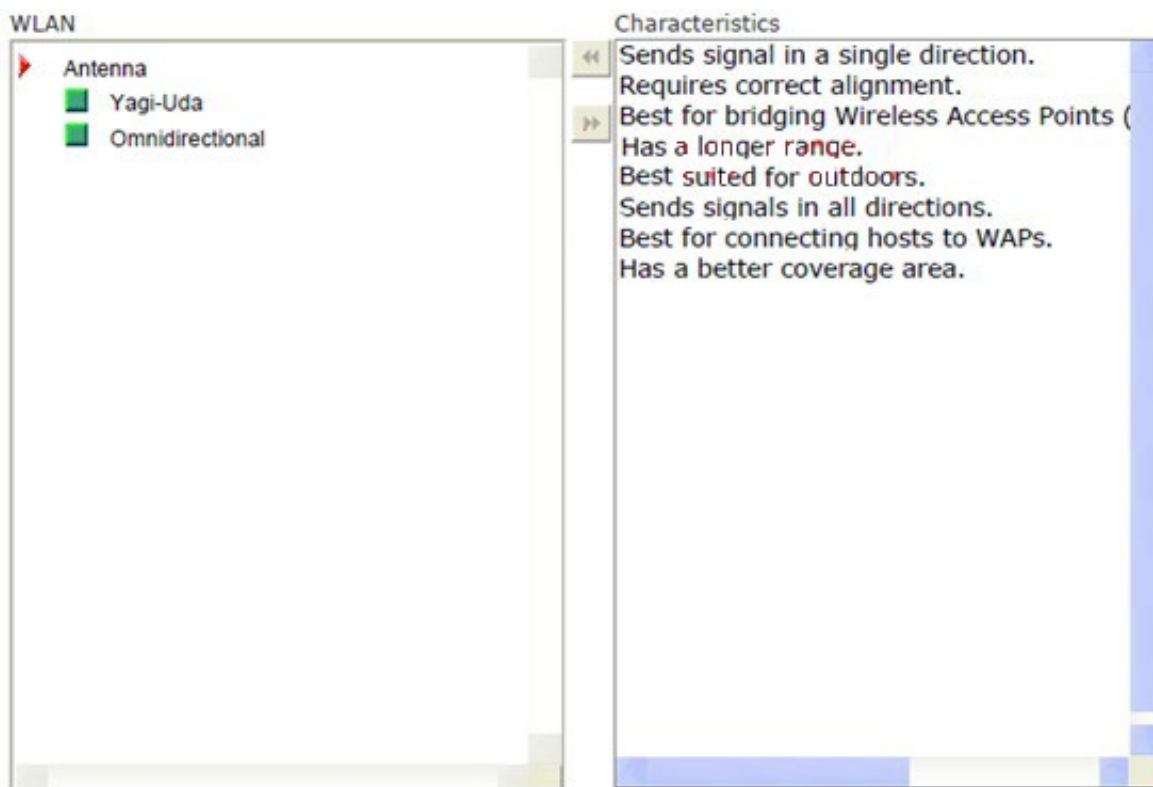 WLAN
Antenna
Yagi-Uda
Omnidirectional
Characteristics
Sends signal in a single direction.
Requires correct alignment.
Best for bridging Wireless Access Points (
Has a longer range.
Best suited for outdoors.
Sends signals in all directions.
Best for connecting hosts to WAPs.
Has a better coverage area.